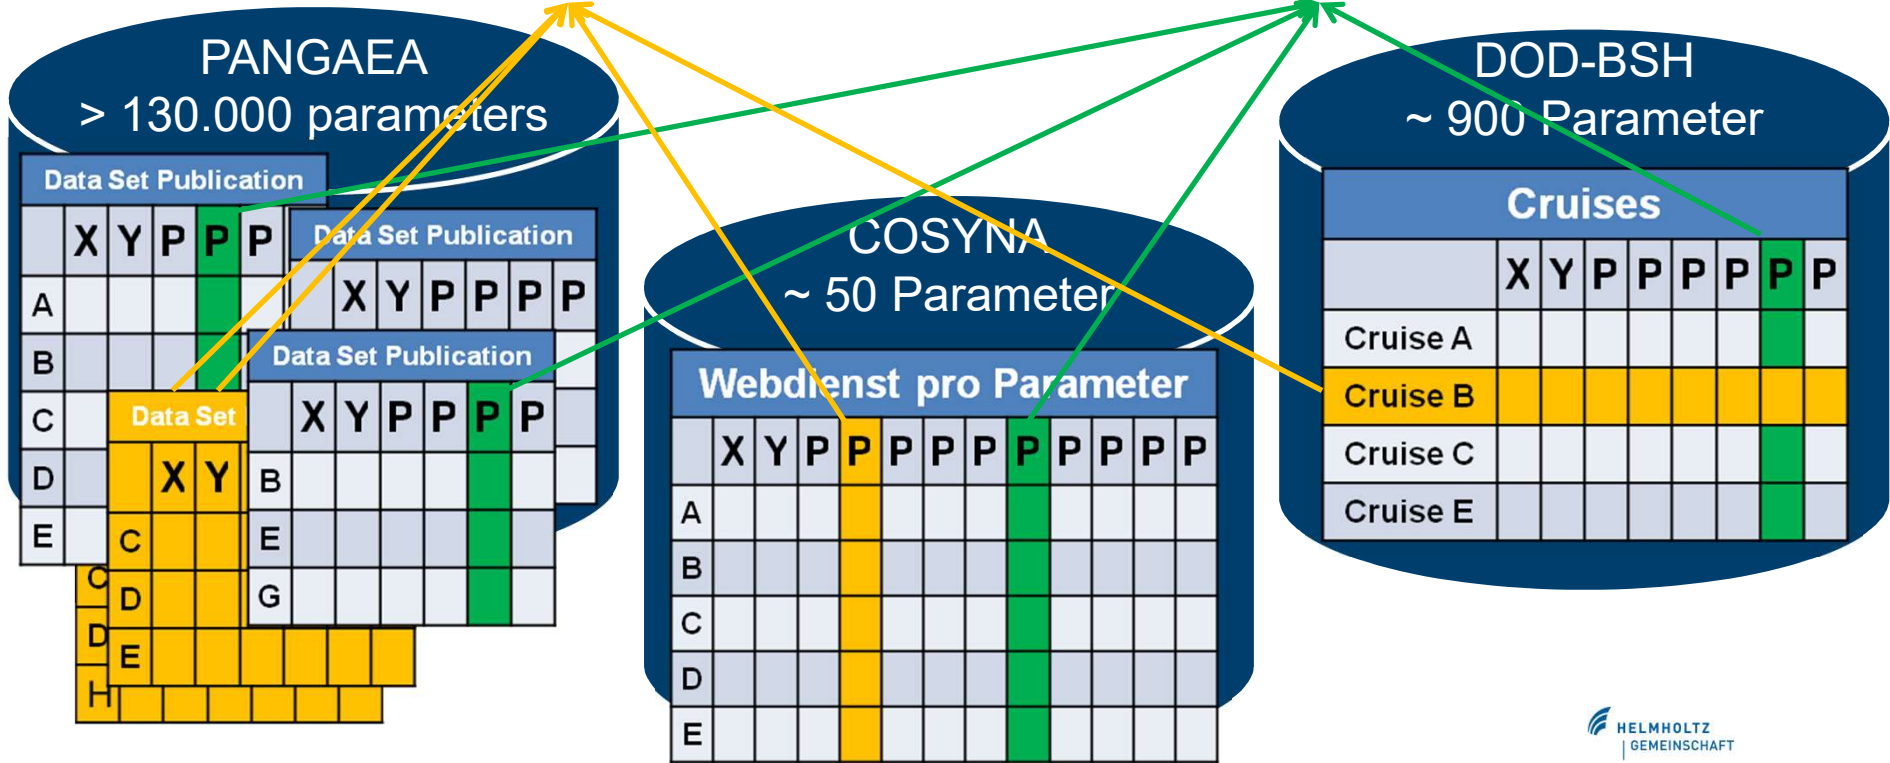 PANGAEA
> 130.000 parameters
Data Set Publication
X Y P P P
A
B
C
D
E
Data Set Publication
X Y P P P P
Data Set Publication
X Y P P P P
B
E
G
Data Set
X Y
C
D
E
C
D
H
COSYNA
~ 50 Parameter
Webdienst pro Parameter
X Y P P P P P P P P P P
A
B
C
D
E
DOD-BSH
~ 900 Parameter
Cruises
X Y P P P P P P
Cruise A
Cruise B
Cruise C
Cruise E
HELMHOLTZ
GEMEINSCHAFT